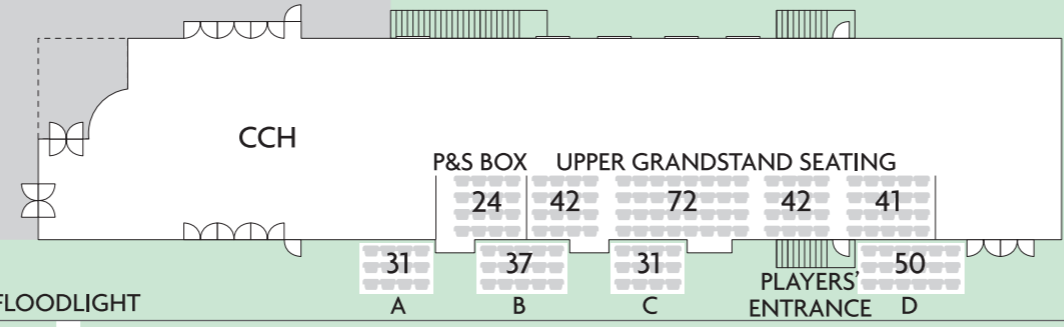 CCH
P&S BOX UPPER GRANDSTAND SEATING
24 42 72 42 41
31 37 31 50
PLAYERS'
ENTRANCE
FLOODLIGHT A B C D